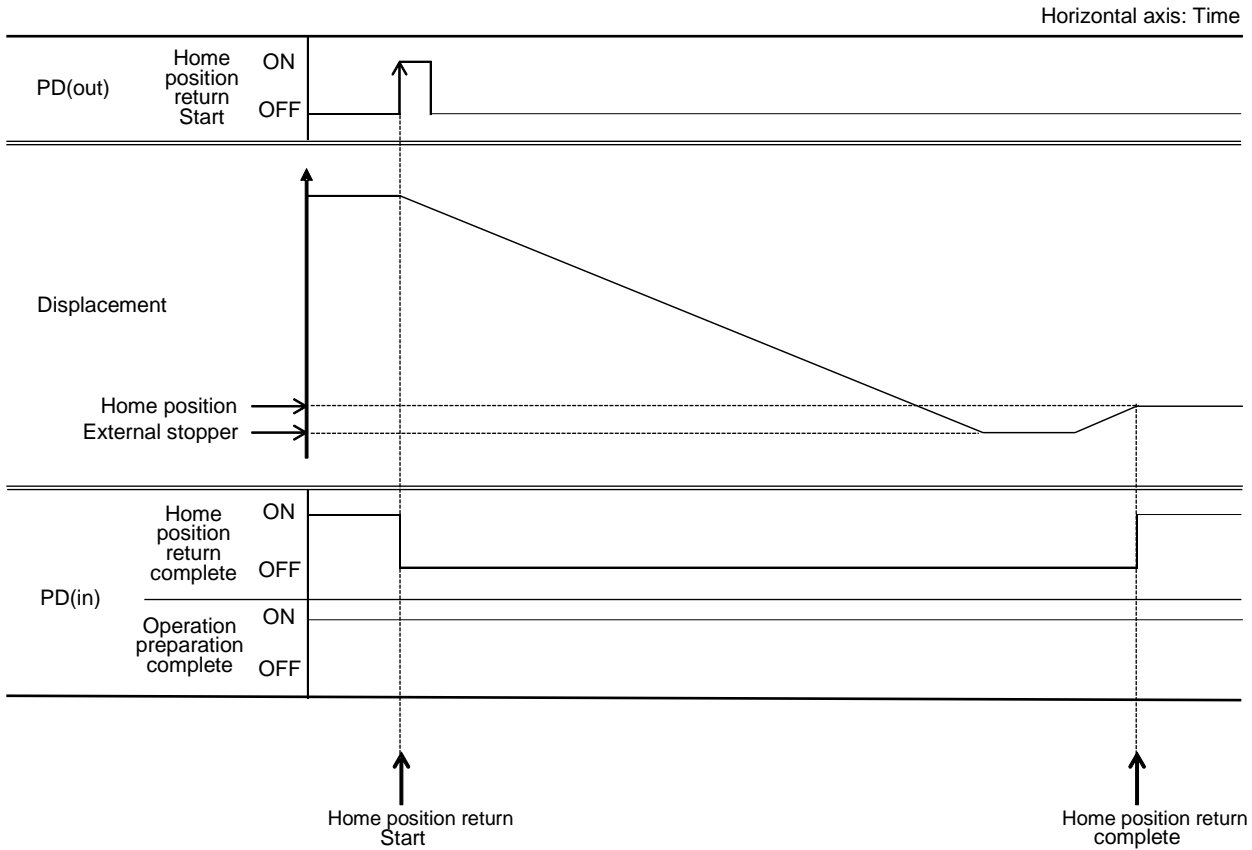 Horizontal axis: Time
PD(out)
Home
position
return
Start
ON
OFF
Displacement
Home position
External stopper
PD(in)
Home
position
return
complete
ON
OFF
Operation
preparation
complete
ON
OFF
Home position return
Start
Home position return
complete